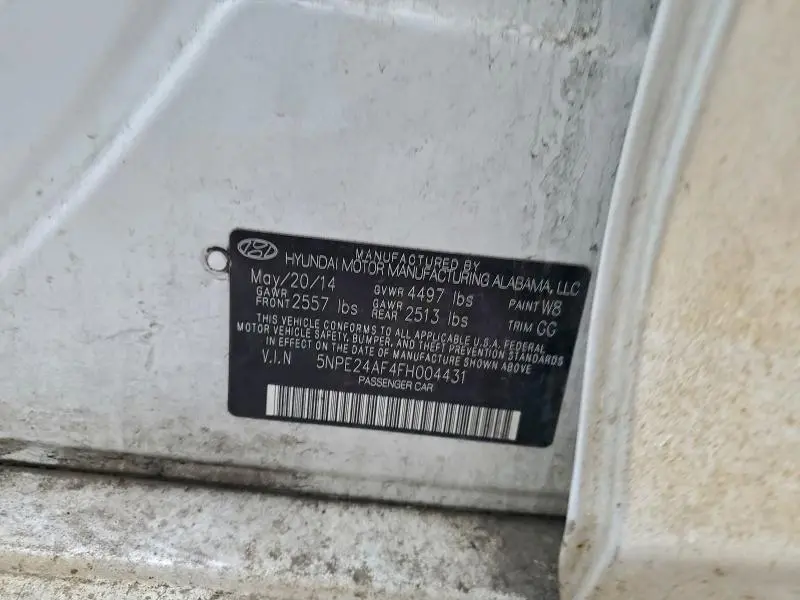 MANUFACTURED BY
HYUNDAI MOTOR MANUFACTURING ALABAMA, LLC
May/20/14 GVWR 4497 lbs PAINT W8
GAWR FRONT 2557 lbs GAWR REAR 2513 lbs TRIM GG
THIS VEHICLE CONFORMS TO ALL APPLICABLE U.S.A. FEDERAL
MOTOR VEHICLE SAFETY, BUMPER, AND THEFT PREVENTION STANDARDS
IN EFFECT ON THE DATE OF MANUFACTURE SHOWN ABOVE
V.I.N 5NPE24AF4FH004431
PASSENGER CAR